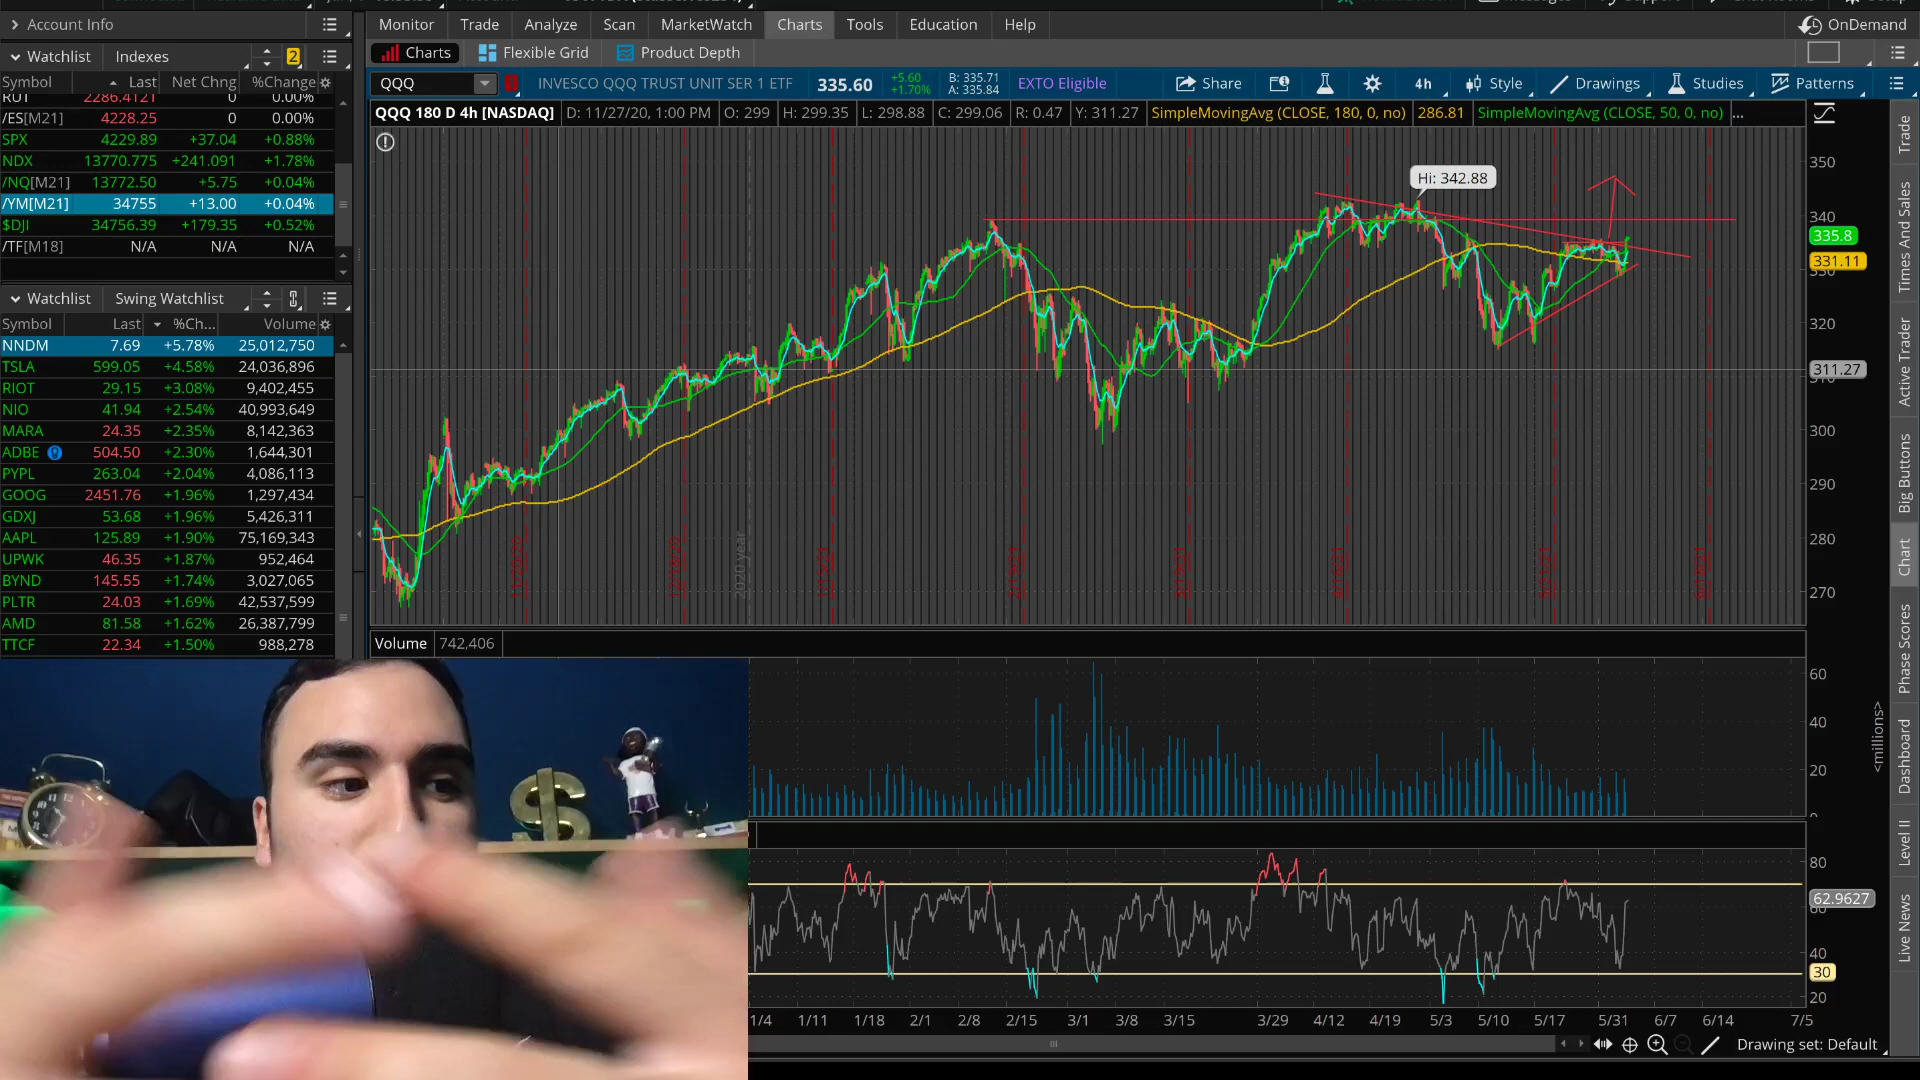 Account Info
Monitor Trade Analyze Scan MarketWatch Charts Tools Education Help OnDemand
Watchlist Indexes 2
Charts Flexible Grid Product Depth
Symbol Last Net Chng %Change
QQQ INVESCO QQQ TRUST UNIT SER 1 ETF 335.60 +5.60 +1.70% B: 335.71 A: 335.84 EXTO Eligible Share 4h Style Drawings Studies Patterns
RUT 2286.4121 0 0.00%
/ES[M21] 4228.25 0 0.00%
SPX 4229.89 +37.04 +0.88%
NDX 13770.775 +241.091 +1.78%
/NQ[M21] 13772.50 +5.75 +0.04%
/YM[M21] 34755 +13.00 +0.04%
$DJI 34756.39 +179.35 +0.52%
/TF[M18] N/A N/A N/A
QQQ 180 D 4h [NASDAQ] D: 11/27/20, 1:00 PM O: 299 H: 299.35 L: 298.88 C: 299.06 R: 0.47 Y: 311.27 SimpleMovingAvg (CLOSE, 180, 0, no) 286.81 SimpleMovingAvg (CLOSE, 50, 0, no) ...
Watchlist Swing Watchlist
Symbol Last %Ch... Volume
NNDM 7.69 +5.78% 25,012,750
TSLA 599.05 +4.58% 24,036,896
RIOT 29.15 +3.08% 9,402,455
NIO 41.94 +2.54% 40,993,649
MARA 24.35 +2.35% 8,142,363
ADBE 504.50 +2.30% 1,644,301
PYPL 263.04 +2.04% 4,086,113
GOOG 2451.76 +1.96% 1,297,434
GDXJ 53.68 +1.96% 5,426,311
AAPL 125.89 +1.90% 75,169,343
UPWK 46.35 +1.87% 952,464
BYND 145.55 +1.74% 3,027,065
PLTR 24.03 +1.69% 42,537,599
AMD 81.58 +1.62% 26,387,799
TTCF 22.34 +1.50% 988,278
Hi: 342.88
350
340
335.8
331.11
320
311.27
300
290
280
270
2020 year
Volume 742,406
60
40
20
<millions>
80
62.9627
40
30
20
1/4 1/11 1/18 2/1 2/8 2/15 3/1 3/8 3/15 3/29 4/12 4/19 5/3 5/10 5/17 5/31 6/7 6/14 7/5
Drawing set: Default
Trade
Times And Sales
Active Trader
Big Buttons
Chart
Phase Scores
Dashboard
Level II
Live News